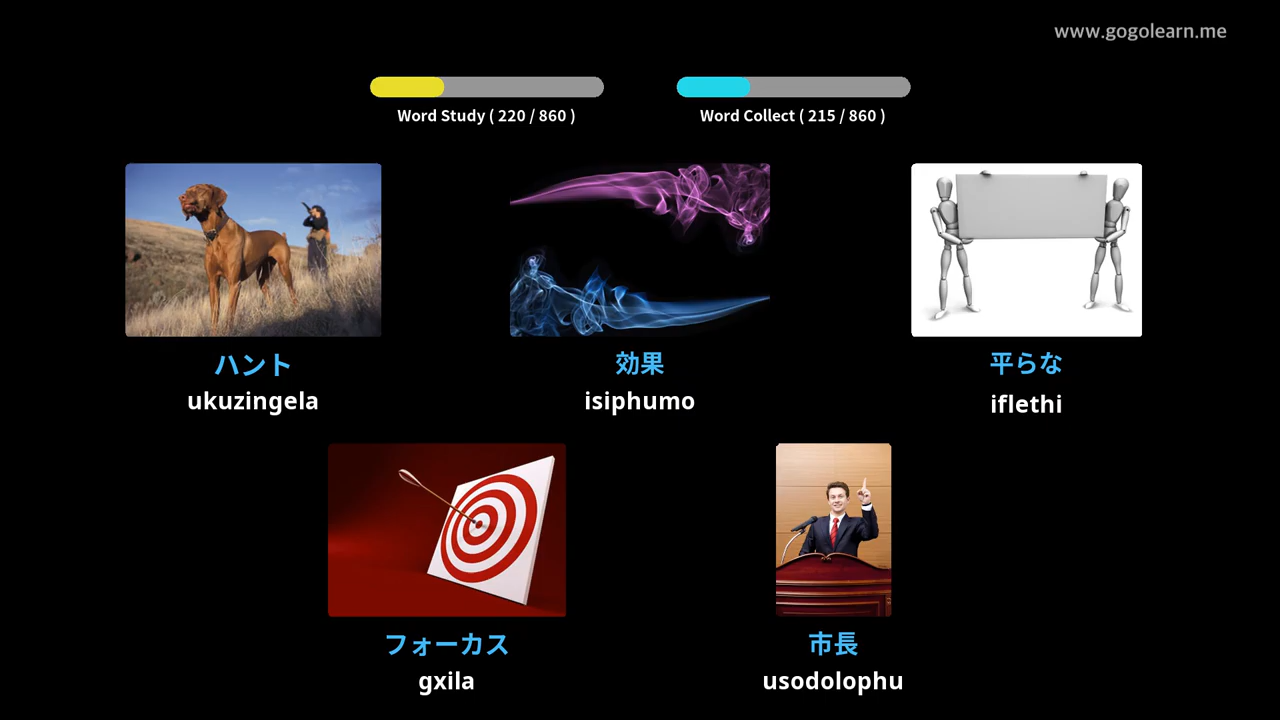 www.gogolearn.me
Word Study ( 220 / 860 )
Word Collect ( 215 / 860 )
ハント
ukuzingela
効果
isiphumo
平らな
iflethi
フォーカス
gxila
市長
usodolophu